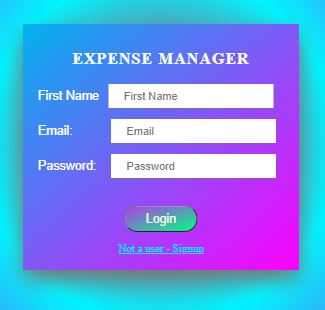 EXPENSE MANAGER
First Name First Name
Email: Email
Password: Password
Login
Not a user - Signup